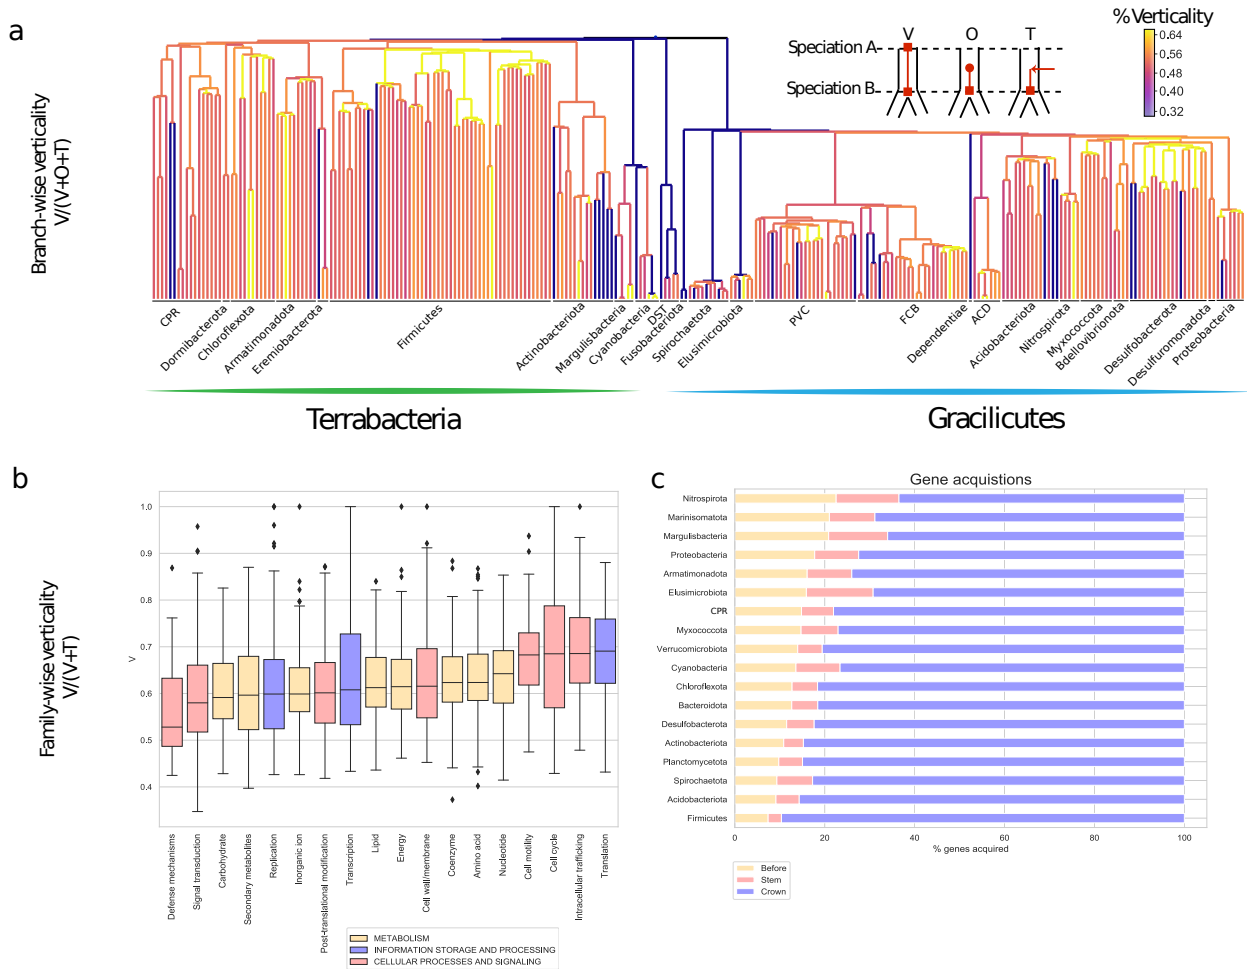 a
Branch-wise verticality
V/(V+O+T)
V O T
Speciation A
Speciation B
% Verticality
0.64
0.56
0.48
0.40
0.32
CPR
Dormibacterota
Chloroflexota
Armatimonadota
Eremiobacterota
Firmicutes
Actinobacteriota
Margulisbacteria
Cyanobacteria
DST
Fusobacteriota
Spirochaetota
Elusimicrobiota
PVC
FCB
Dependentiae
ACD
Acidobacteriota
Nitrospirota
Myxococcota
Bdellovibrionota
Desulfobacterota
Desulfuromonadota
Proteobacteria
Terrabacteria
Gracilicutes
b
Family-wise verticality
V/(V+T)
V
1.0
0.9
0.8
0.7
0.6
0.5
0.4
Defense mechanisms
Signal transduction
Carbohydrate
Secondary metabolites
Replication
Inorganic ion
Post-translational modification
Transcription
Lipid
Energy
Cell wall/membrane
Coenzyme
Amino acid
Nucleotide
Cell motility
Cell cycle
Intracellular trafficking
Translation
METABOLISM
INFORMATION STORAGE AND PROCESSING
CELLULAR PROCESSES AND SIGNALING
c
Gene acquistions
Nitrospirota
Marinisomatota
Margulisbacteria
Proteobacteria
Armatimonadota
Elusimicrobiota
CPR
Myxococcota
Verrucomicrobiota
Cyanobacteria
Chloroflexota
Bacteroidota
Desulfobacterota
Actinobacteriota
Planctomycetota
Spirochaetota
Acidobacteriota
Firmicutes
0 20 40 60 80 100
% genes acquired
Before
Stem
Crown